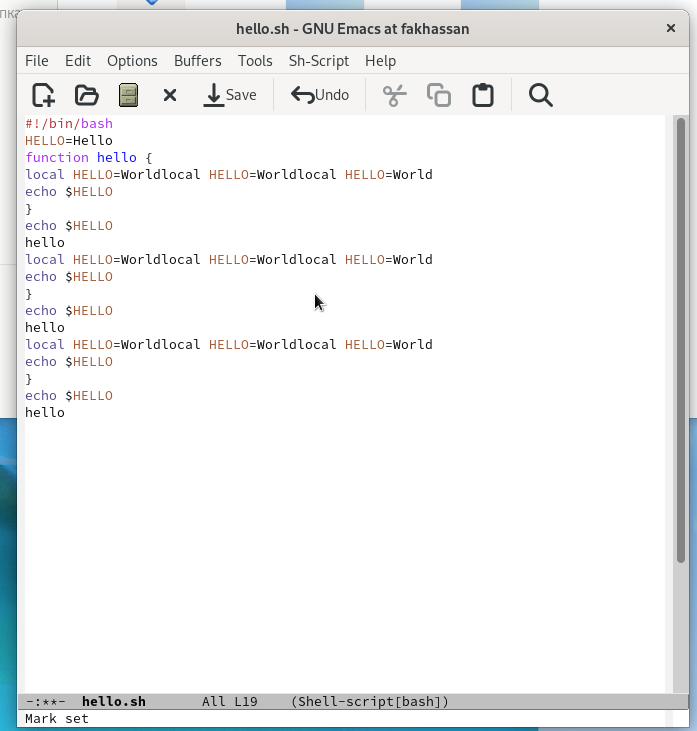 hello.sh - GNU Emacs at fakhassan
File Edit Options Buffers Tools Sh-Script Help
Save Undo
#!/bin/bash
HELLO=Hello
function hello {
local HELLO=Worldlocal HELLO=Worldlocal HELLO=World
echo $HELLO
}
echo $HELLO
hello
local HELLO=Worldlocal HELLO=Worldlocal HELLO=World
echo $HELLO
}
echo $HELLO
hello
local HELLO=Worldlocal HELLO=Worldlocal HELLO=World
echo $HELLO
}
echo $HELLO
hello
-:**- hello.sh All L19 (Shell-script[bash])
Mark set